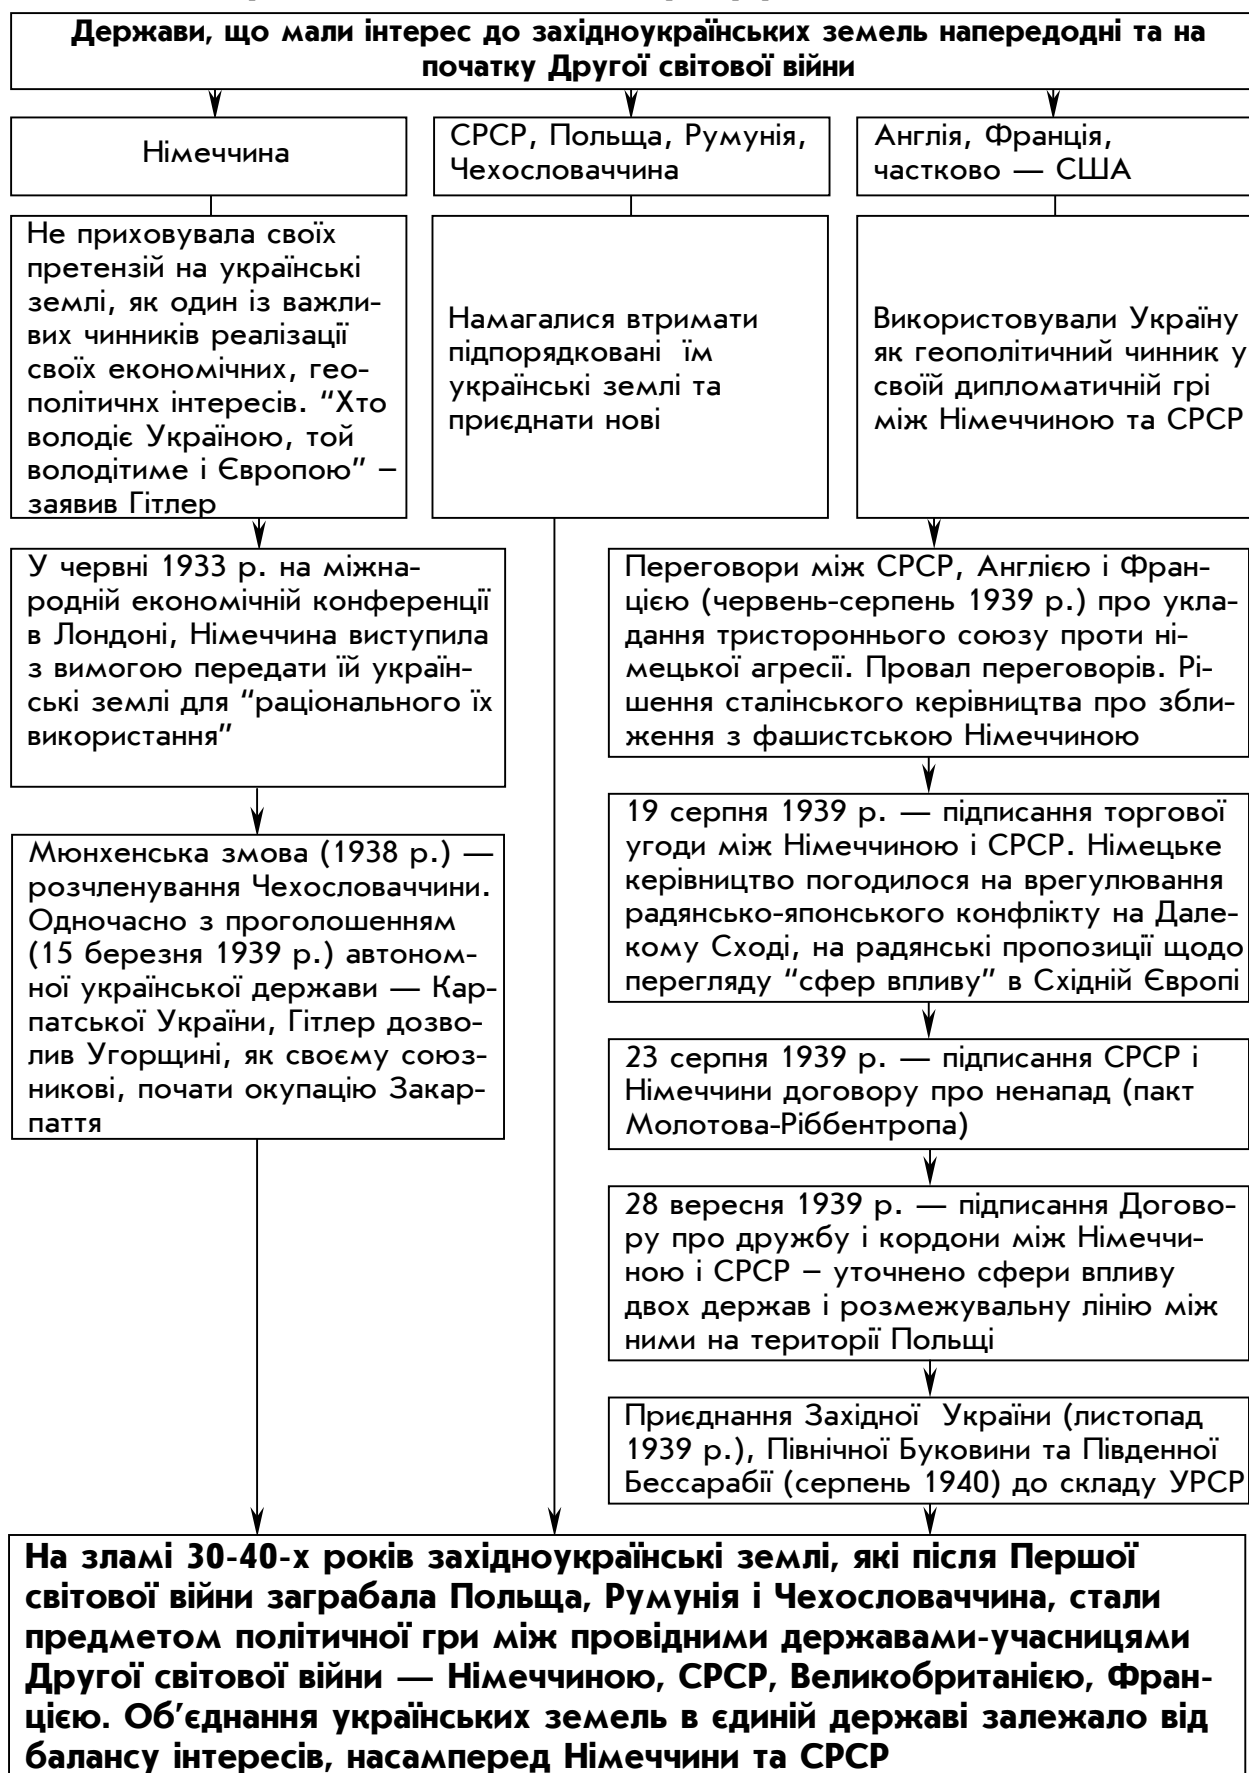 Держави, що мали інтерес до західноукраїнських земель напередодні та на
початку Другої світової війни
Німеччина
СРСР, Польща, Румунія,
Чехословаччина
Англія, Франція,
частково — США
Не приховувала своїх
претензій на українські
землі, як один із важли-
вих чинників реалізації
своїх економічних, гео-
політичнх інтересів. “Хто
володіє Україною, той
володітиме і Європою” –
заявив Гітлер
Намагалися втримати
підпорядковані їм
українські землі та
приєднати нові
Використовували Україну
як геополітичний чинник у
своїй дипломатичній грі
між Німеччиною та СРСР
У червні 1933 р. на міжна-
родній економічній конференції
в Лондоні, Німеччина виступила
з вимогою передати їй україн-
ські землі для “раціонального їх
використання”
Мюнхенська змова (1938 р.) —
розчленування Чехословаччини.
Одночасно з проголошенням
(15 березня 1939 р.) автоном-
ної української держави — Кар-
патської України, Гітлер дозво-
лив Угорщині, як своєму союз-
никові, почати окупацію Закар-
паття
Переговори між СРСР, Англією і Фран-
цією (червень-серпень 1939 р.) про укла-
дання тристороннього союзу проти ні-
мецької агресії. Провал переговорів. Рі-
шення сталінського керівництва про збли-
ження з фашистською Німеччиною
19 серпня 1939 р. — підписання торгової
угоди між Німеччиною і СРСР. Німецьке
керівництво погодилося на врегулювання
радянсько-японського конфлікту на Дале-
кому Сході, на радянські пропозиції щодо
перегляду “сфер впливу” в Східній Європі
23 серпня 1939 р. — підписання СРСР і
Німеччини договору про ненапад (пакт
Молотова-Ріббентропа)
28 вересня 1939 р. — підписання Догово-
ру про дружбу і кордони між Німеччи-
ною і СРСР – уточнено сфери впливу
двох держав і розмежувальну лінію між
ними на території Польщі
Приєднання Західної України (листопад
1939 р.), Північної Буковини та Південної
Бессарабії (серпень 1940) до складу УРСР
На зламі 30-40-х років західноукраїнські землі, які після Першої
світової війни заграбала Польща, Румунія і Чехословаччина, стали
предметом політичної гри між провідними державами-учасницями
Другої світової війни — Німеччиною, СРСР, Великобританією, Фран-
цією. Об’єднання українських земель в єдиній державі залежало від
балансу інтересів, насамперед Німеччини та СРСР